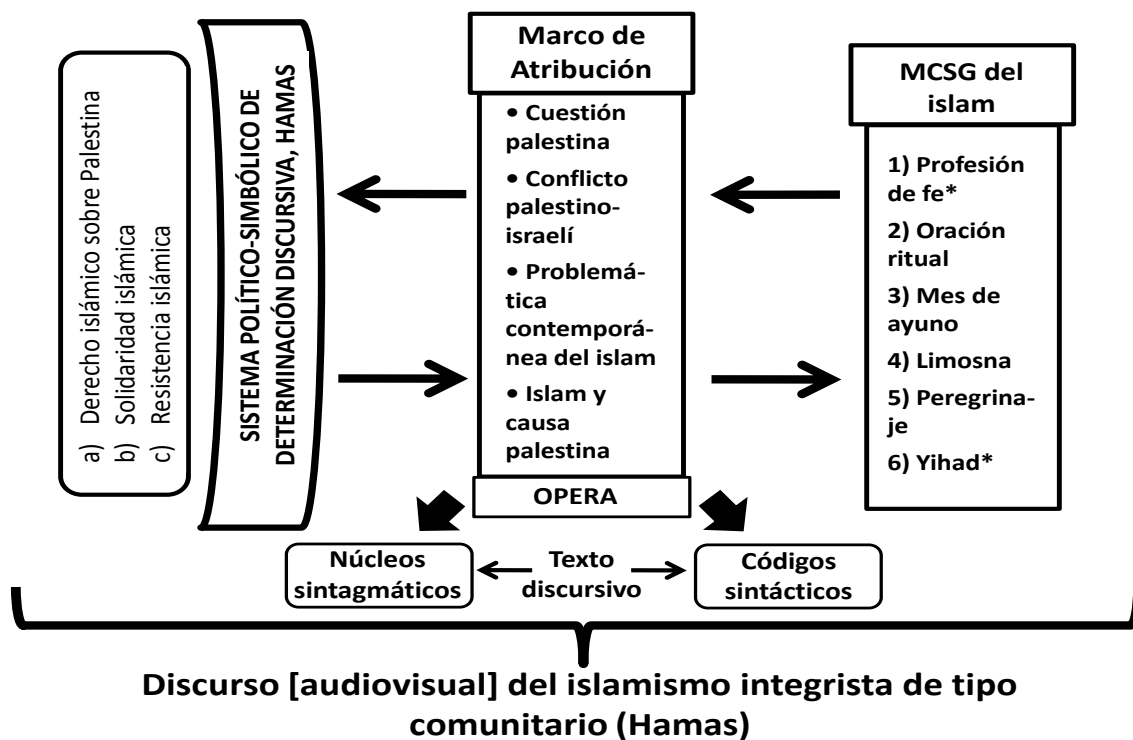 a) Derecho islámico sobre Palestina
b) Solidaridad islámica
c) Resistencia islámica
SISTEMA POLÍTICO-SIMBÓLICO DE
DETERMINACIÓN DISCURSIVA, HAMAS
Marco de
Atribución
• Cuestión
palestina
• Conflicto
palestino-
israelí
• Problemá-
tica
contemporá-
nea del islam
• Islam y
causa
palestina
OPERA
MCSG del
islam
1) Profesión
de fe*
2) Oración
ritual
3) Mes de
ayuno
4) Limosna
5) Peregrina-
je
6) Yihad*
Núcleos
sintagmáticos
Texto
discursivo
Códigos
sintácticos
Discurso [audiovisual] del islamismo integrista de tipo
comunitario (Hamas)